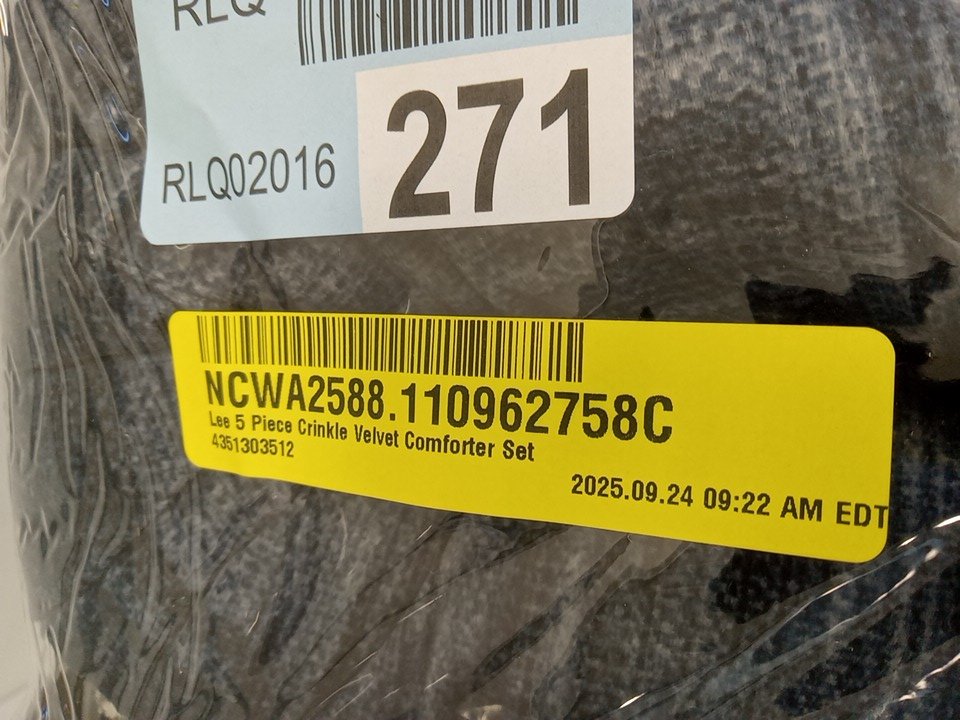 RLQ
RLQ02016
271
NCWA2588.110962758C
Lee 5 Piece Crinkle Velvet Comforter Set
4351303512
2025.09.24 09:22 AM EDT